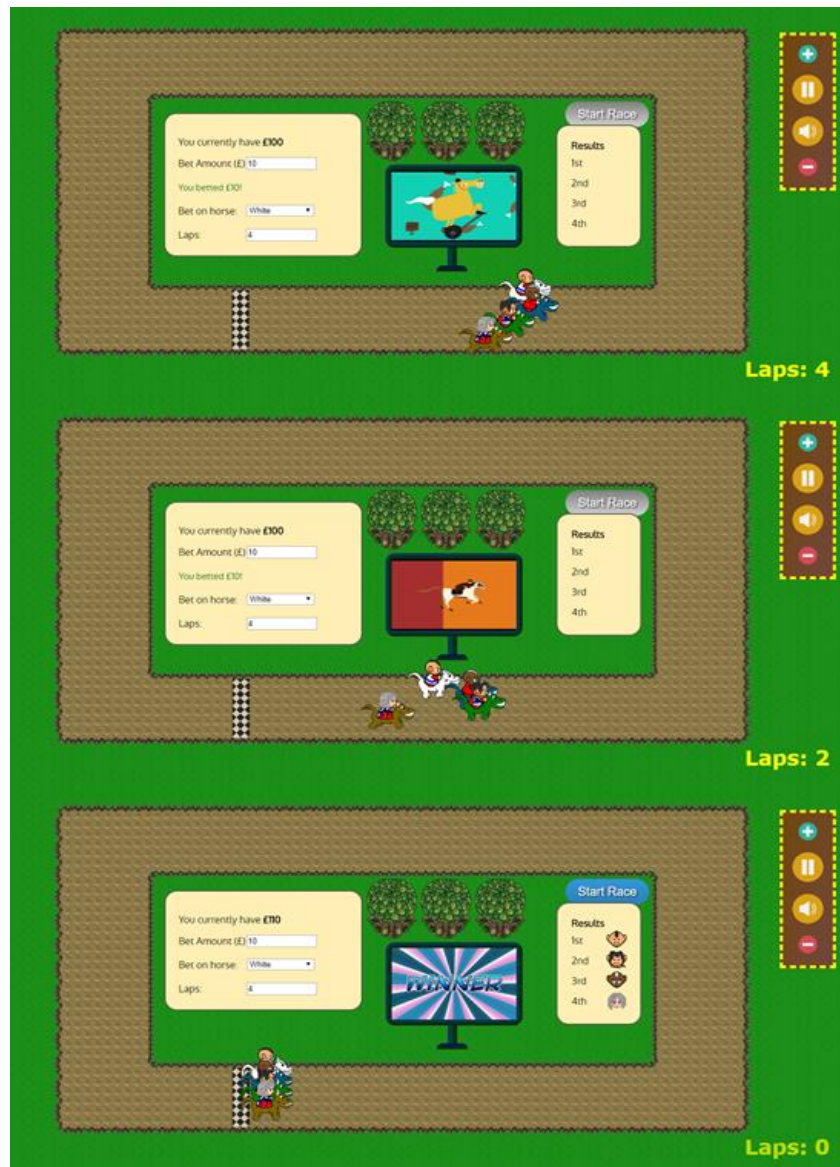 Start Race
You currently have £100
Bet Amount (£) 10
You betted £10!
Bet on horse: White
Laps: 4
Results
1st
2nd
3rd
4th
Laps: 4
Start Race
You currently have £100
Bet Amount (£) 10
You betted £10!
Bet on horse: White
Laps: 4
Results
1st
2nd
3rd
4th
Laps: 2
Start Race
You currently have £110
Bet Amount (£) 10
Bet on horse: White
Laps: 4
WINNER
Results
1st
2nd
3rd
4th
Laps: 0